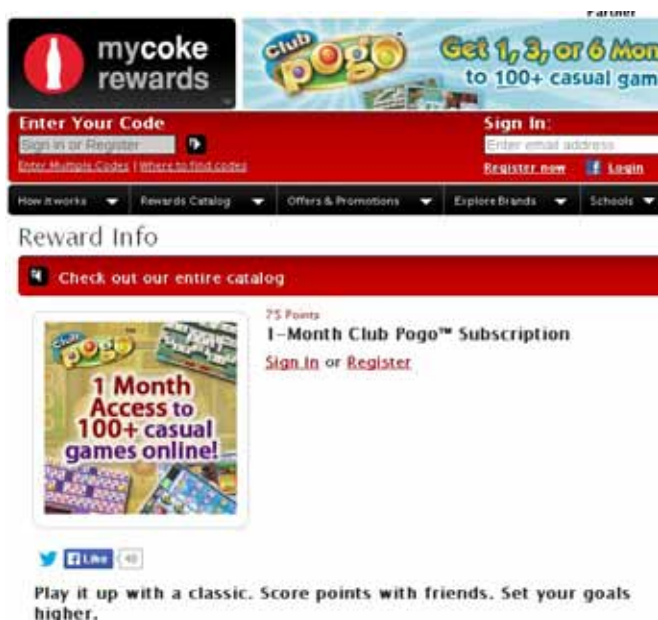 Partner
mycoke
rewards
Club
pogo
Get 1, 3, or 6 Mon
to 100+ casual gam
Enter Your Code
Sign in or Register
Enter Multiple Codes | Where to find codes
Sign In:
Enter email address
Register now
f Login
How it works
Rewards Catalog
Offers & Promotions
Explore Brands
Schools
Reward Info
Check out our entire catalog
Club
pogo™
1 Month
Access to
100+ casual
games online!
75 Points
1-Month Club Pogo™ Subscription
Sign In or Register
f Like
Play it up with a classic. Score points with friends. Set your goals
higher.